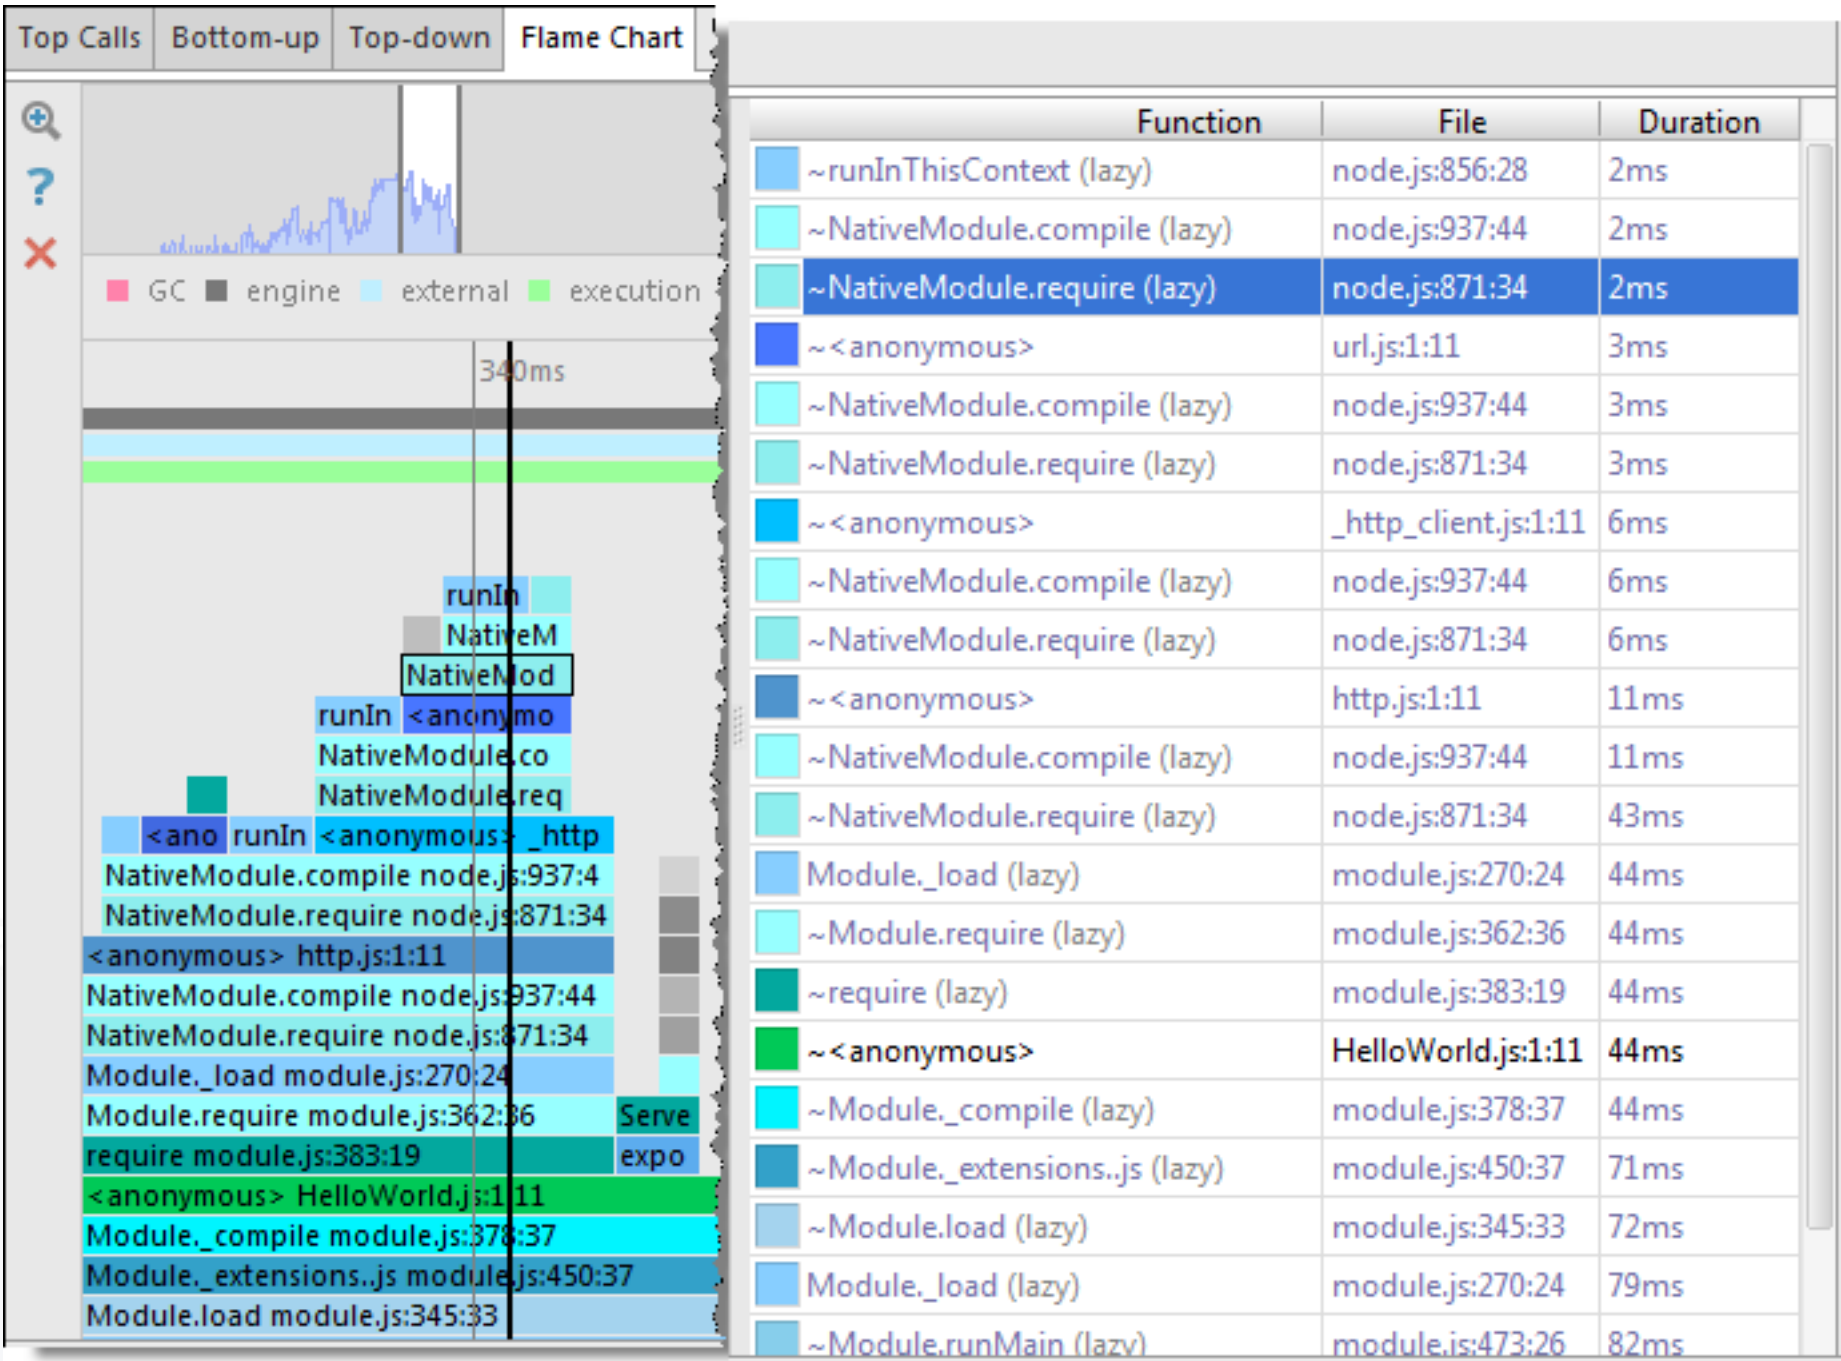 Top Calls Bottom-up Top-down Flame Chart
?
GC engine external execution
340ms
runIn
NativeM
NativeMod
runIn <anonymo
NativeModule.co
NativeModule.req
<ano runIn <anonymous> _http
NativeModule.compile node.js:937:4
NativeModule.require node.js:871:34
<anonymous> http.js:1:11
NativeModule.compile node.js:937:44
NativeModule.require node.js:871:34
Module._load module.js:270:24
Module.require module.js:362:36 Serve
require module.js:383:19 expo
<anonymous> HelloWorld.js:1:11
Module._compile module.js:378:37
Module._extensions..js module.js:450:37
Module.load module.js:345:33
Function File Duration
~runInThisContext (lazy) node.js:856:28 2ms
~NativeModule.compile (lazy) node.js:937:44 2ms
~NativeModule.require (lazy) node.js:871:34 2ms
~<anonymous> url.js:1:11 3ms
~NativeModule.compile (lazy) node.js:937:44 3ms
~NativeModule.require (lazy) node.js:871:34 3ms
~<anonymous> _http_client.js:1:11 6ms
~NativeModule.compile (lazy) node.js:937:44 6ms
~NativeModule.require (lazy) node.js:871:34 6ms
~<anonymous> http.js:1:11 11ms
~NativeModule.compile (lazy) node.js:937:44 11ms
~NativeModule.require (lazy) node.js:871:34 43ms
Module._load (lazy) module.js:270:24 44ms
~Module.require (lazy) module.js:362:36 44ms
~require (lazy) module.js:383:19 44ms
~<anonymous> HelloWorld.js:1:11 44ms
~Module._compile (lazy) module.js:378:37 44ms
~Module._extensions..js (lazy) module.js:450:37 71ms
~Module.load (lazy) module.js:345:33 72ms
Module._load (lazy) module.js:270:24 79ms
~Module.runMain (lazy) module.js:473:26 82ms